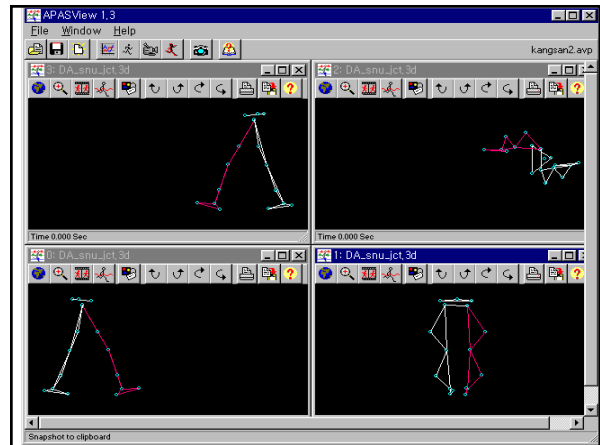 APASView 1,3
File Window Help
kangsan2.avp
3: DA_snu_jct,3d
2: DA_snu_jct,3d
Time 0,000 Sec
Time 0,000 Sec
0: DA_snu_jct,3d
1: DA_snu_jct,3d
Snapshot to clipboard